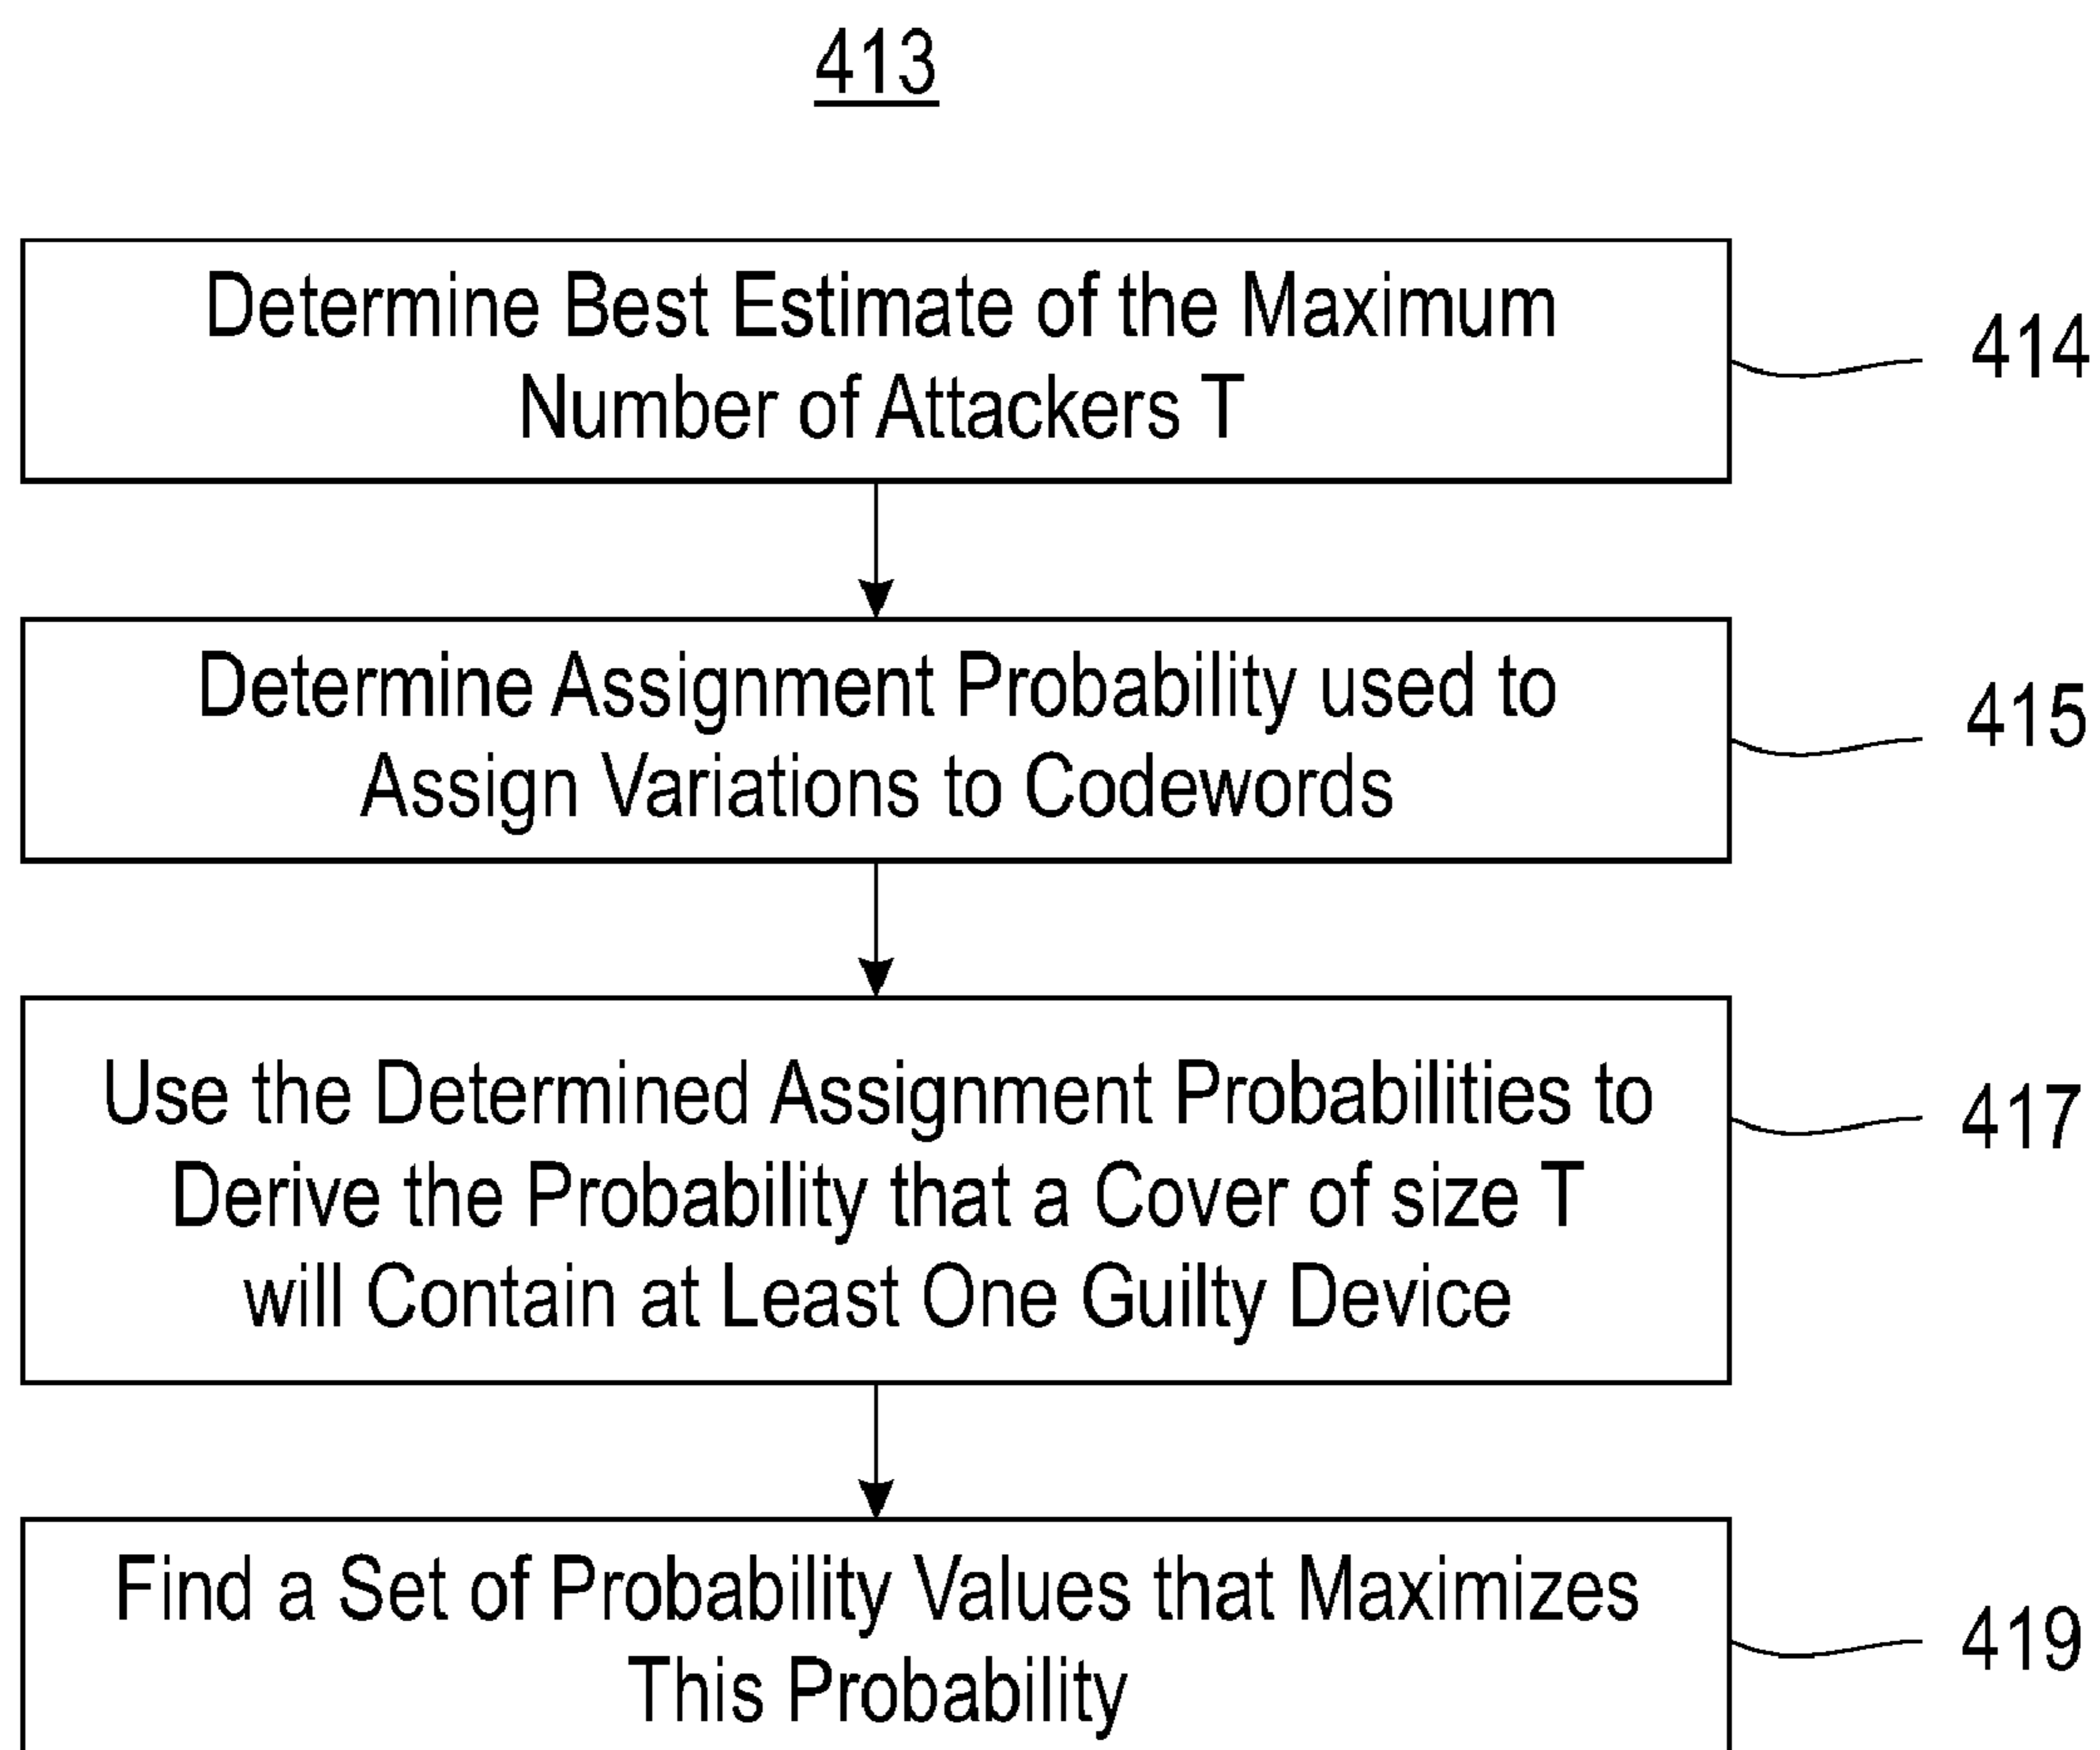 413
Determine Best Estimate of the Maximum
Number of Attackers T
414
Determine Assignment Probability used to
Assign Variations to Codewords
415
Use the Determined Assignment Probabilities to
Derive the Probability that a Cover of size T
will Contain at Least One Guilty Device
417
Find a Set of Probability Values that Maximizes
This Probability
419